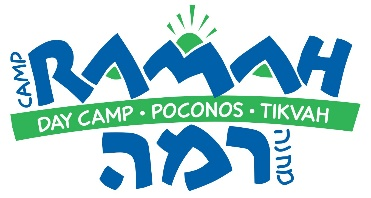 CAMP
RAMAH
DAY CAMP • POCONOS • TIKVAH
מחנה
רמה